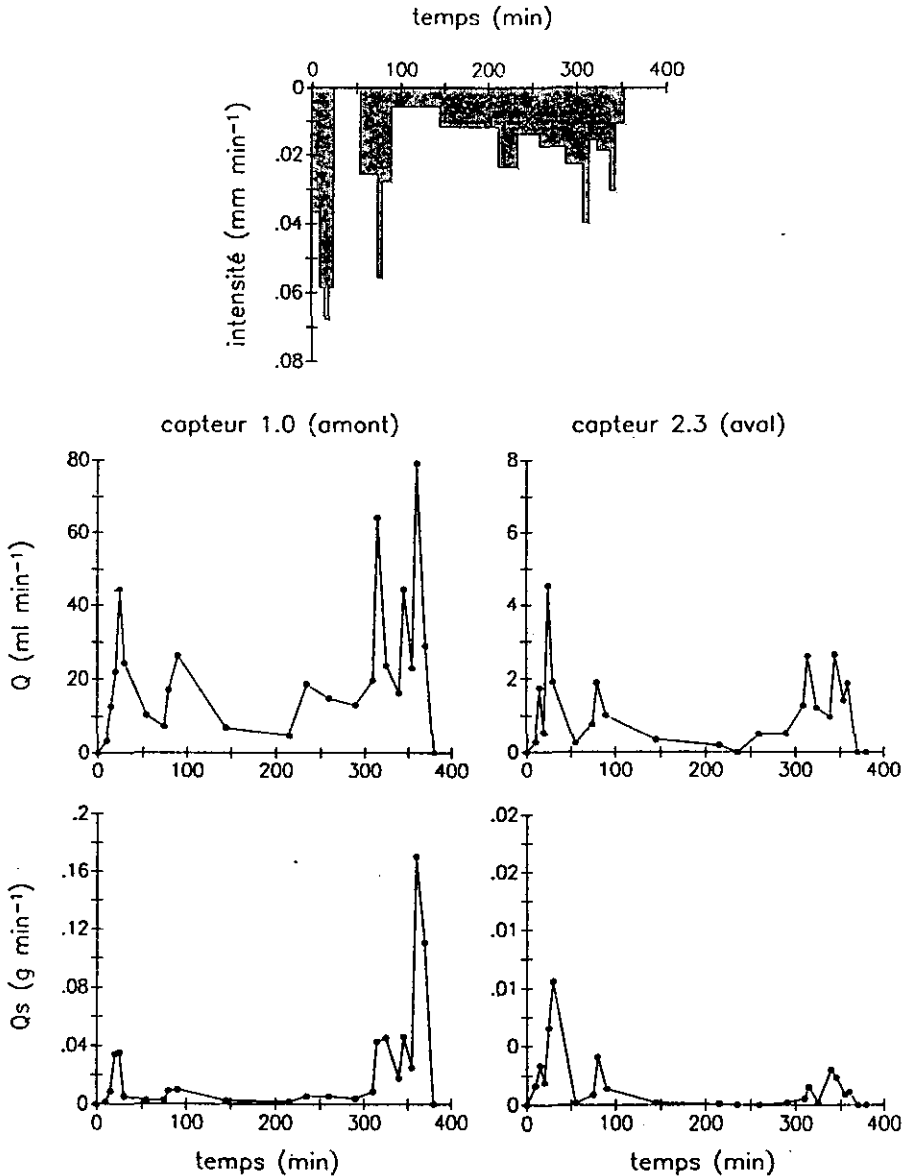 temps (min)
0 100 200 300 400
intensité (mm min⁻¹)
0
.02
.04
.06
.08
capteur 1.0 (amont)
capteur 2.3 (aval)
Q (ml min⁻¹)
80
60
40
20
0
0 100 200 300 400
8
6
4
2
0
0 100 200 300 400
Qs (g min⁻¹)
.2
.16
.12
.08
.04
0
0 100 200 300 400
temps (min)
.02
.02
.01
.01
0
0
0 100 200 300 400
temps (min)